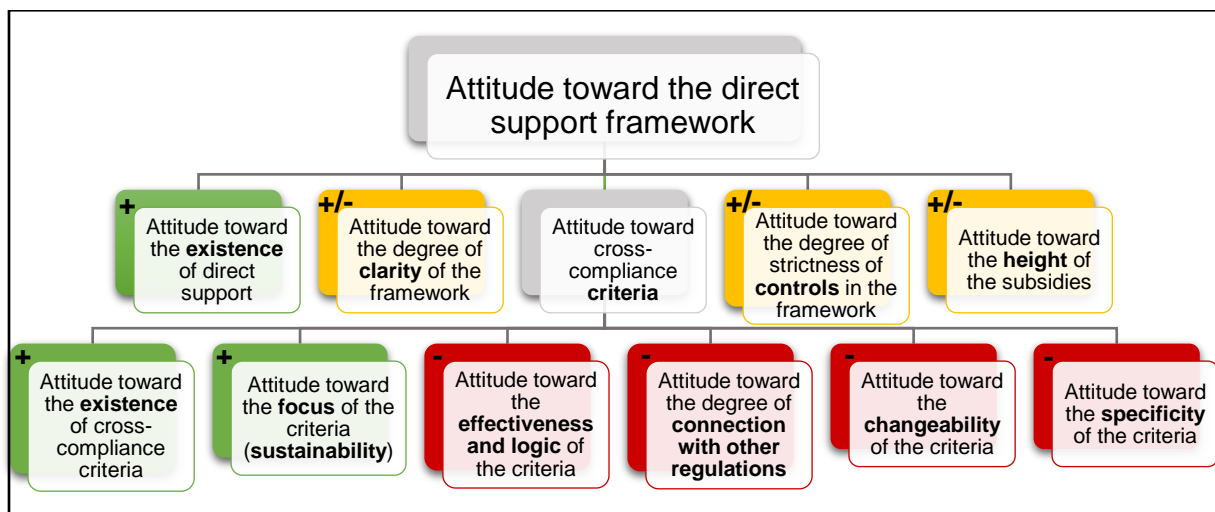 Attitude toward the direct
support framework
+
Attitude toward
the existence
of direct
support
+/-
Attitude toward
the degree of
clarity of the
framework
Attitude toward
cross-
compliance
criteria
+/-
Attitude toward
the degree of
strictness of
controls in the
framework
+/-
Attitude toward
the height of
the subsidies
+
Attitude toward
the existence
of cross-
compliance
criteria
+
Attitude toward
the focus of the
criteria
(sustainability)
-
Attitude toward
the
effectiveness
and logic of
the criteria
-
Attitude toward
the degree of
connection
with other
regulations
-
Attitude toward
the
changeability
of the criteria
-
Attitude toward
the specificity
of the criteria